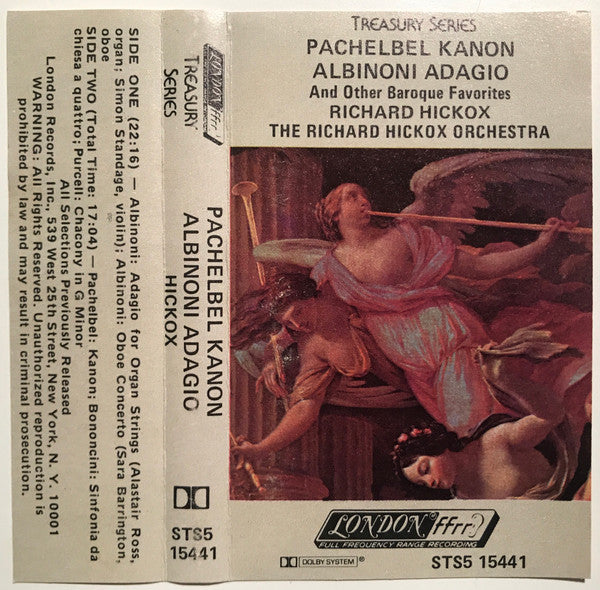 TREASURY SERIES
PACHELBEL KANON
ALBINONI ADAGIO
And Other Baroque Favorites
RICHARD HICKOX
THE RICHARD HICKOX ORCHESTRA
LONDON ffrr
FULL FREQUENCY RANGE RECORDING
DOLBY SYSTEM®
STS5 15441
LONDON ffrr
FULL FREQUENCY RANGE RECORDING
TREASURY
SERIES
PACHELBEL KANON
ALBINONI ADAGIO
HICKOX
STS5
15441
SIDE ONE (22:16) — Albinoni: Adagio for Organ Strings (Alastair Ross,
organ; Simon Standage, violin); Albinoni: Oboe Concerto (Sara Barrington,
oboe
SIDE TWO (Total Time: 17:04) — Pachelbel: Kanon; Bononcini: Sinfonia da
chiesa a quattro; Purcell: Chacony in G Minor
All Selections Previously Released
London Records, Inc., 539 West 25th Street, New York, N. Y. 10001
WARNING: All Rights Reserved. Unauthorized reproduction is
prohibited by law and may result in criminal prosecution.